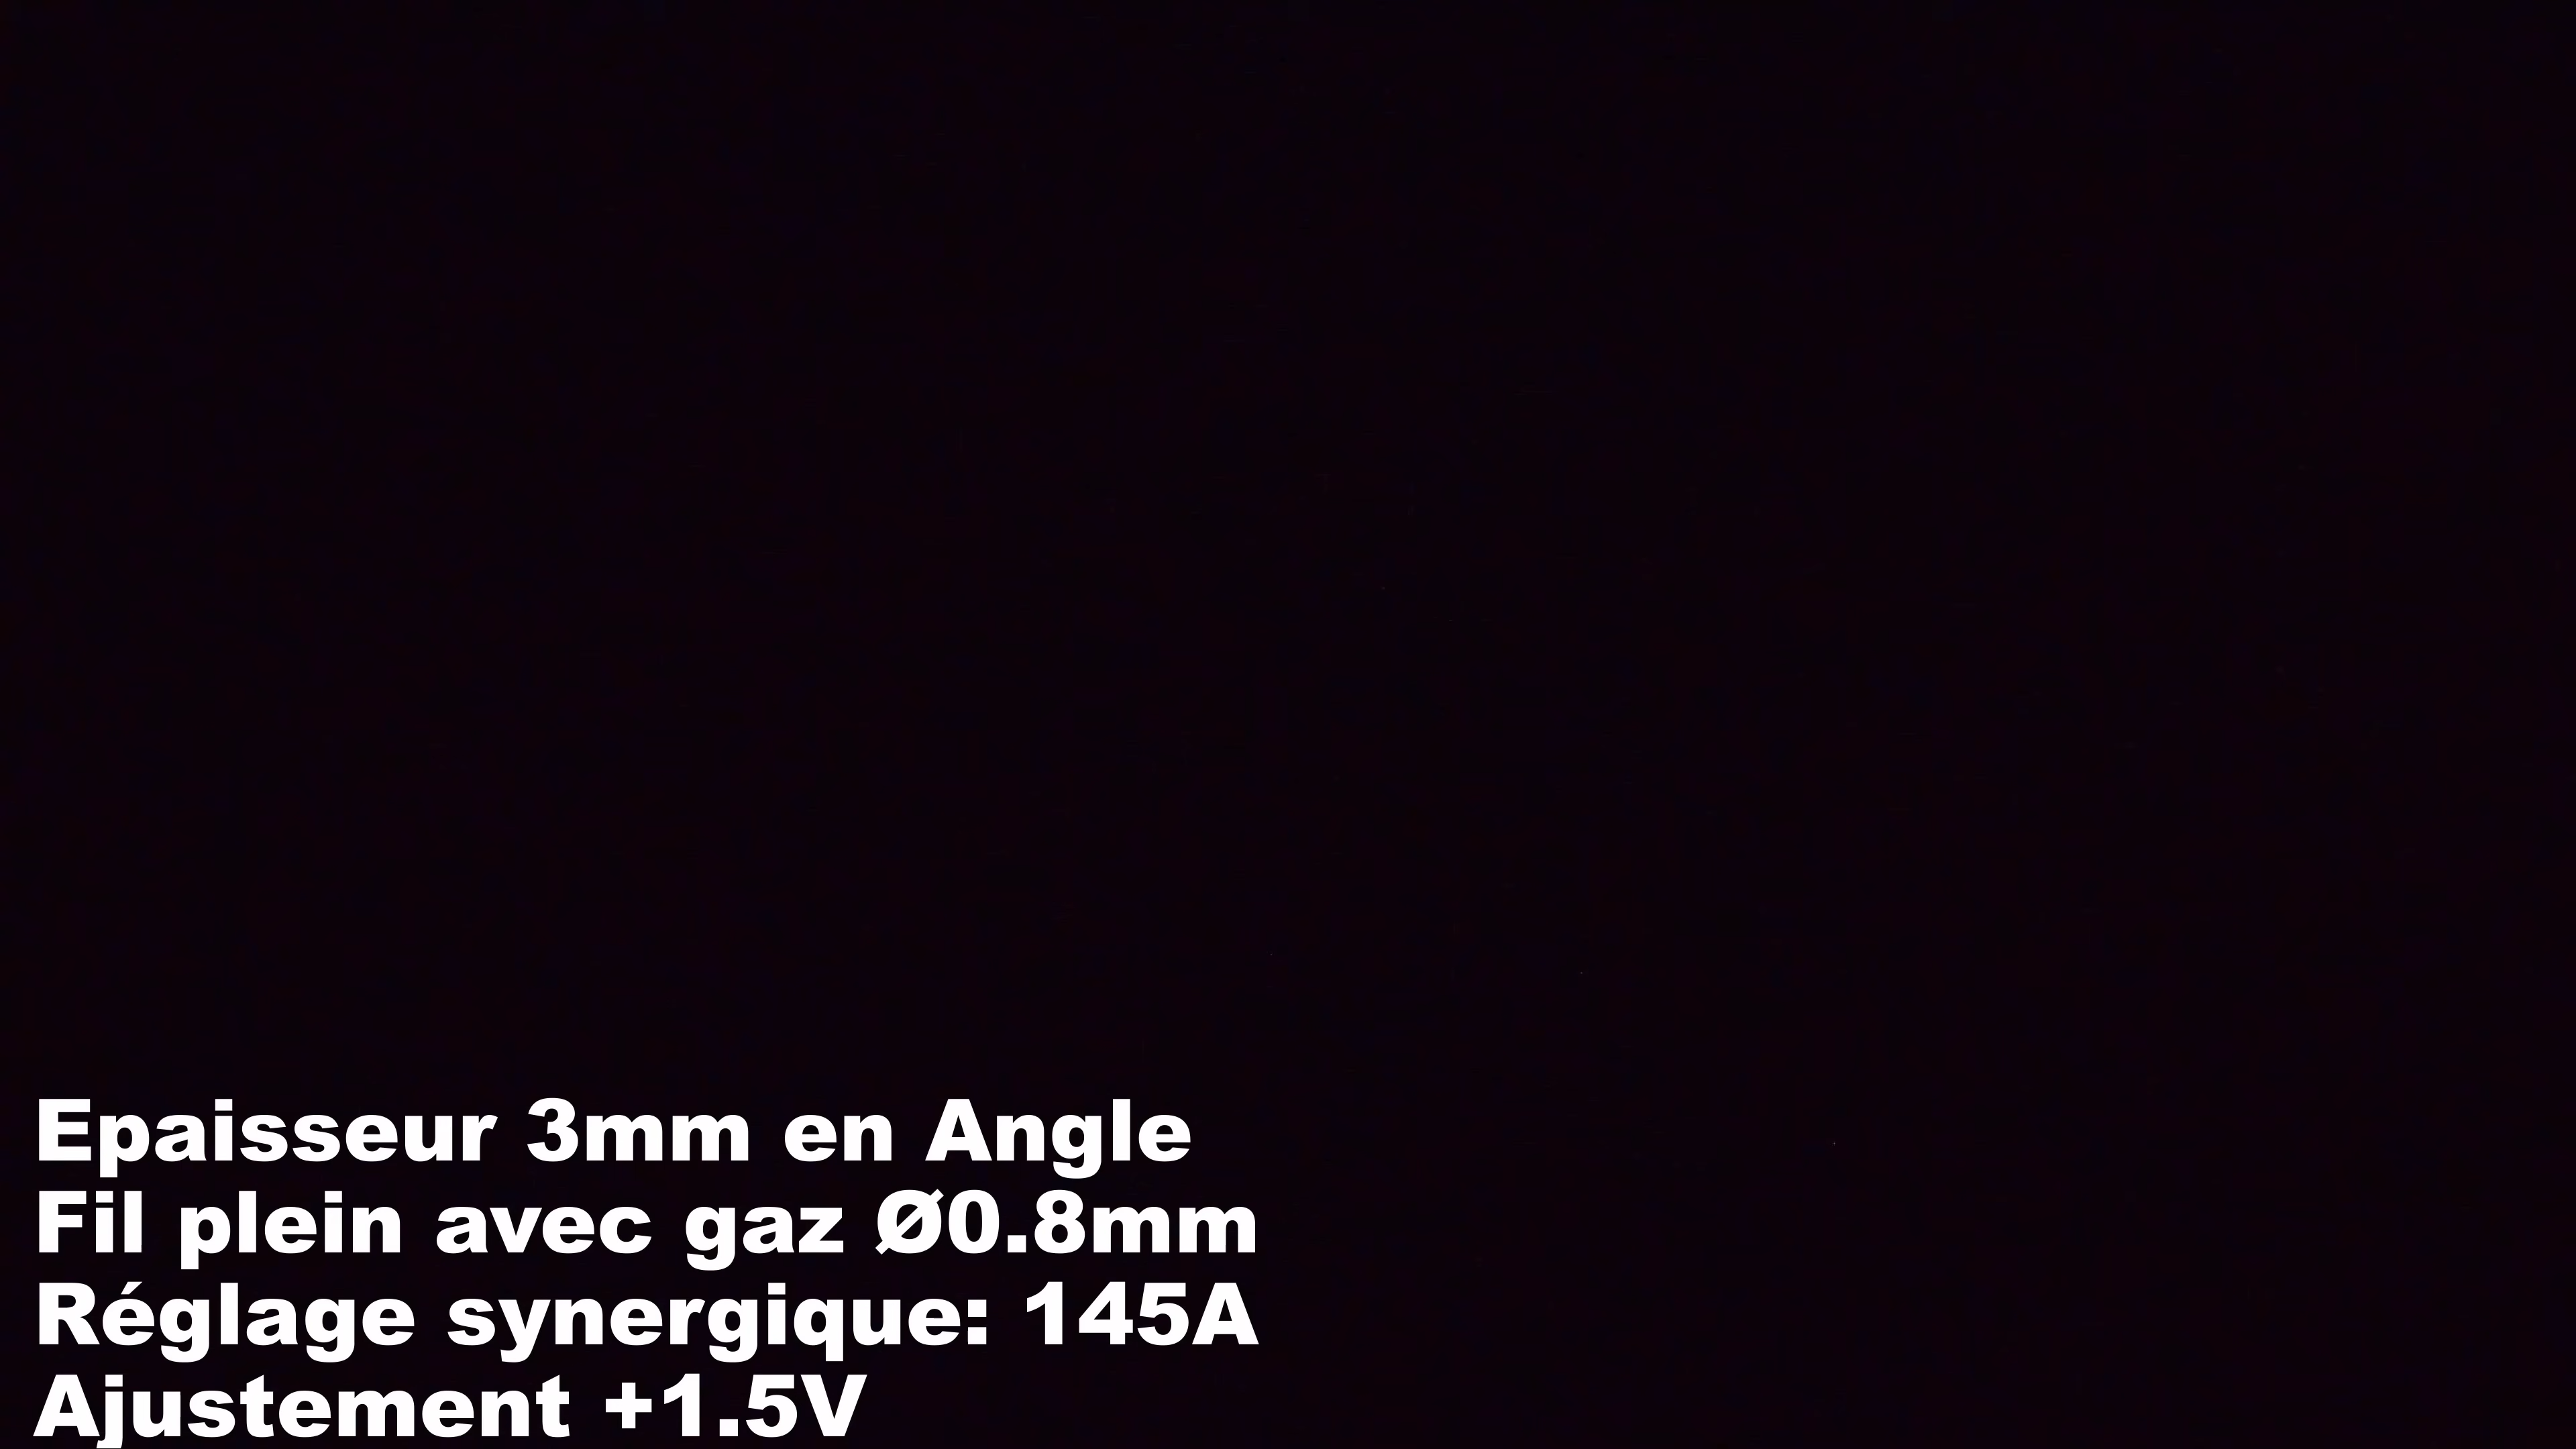 Epaisseur 3mm en Angle
Fil plein avec gaz Ø0.8mm
Réglage synergique: 145A
Ajustement +1.5V